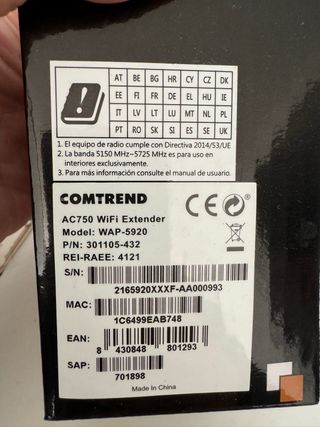 AT BE BG HR CY CZ DK
EE FI FR DE EL HU IE
IT LV LT LU MT NL PL
PT RO SK SI ES SE UK
1. El equipo de radio cumple con Directiva 2014/53/UE
2. La banda 5150 MHz~5725 MHz es para uso en
interiores exclusivamente.
3. Para más información consulte el manual de usuario.
COMTREND
AC750 WiFi Extender
Model: WAP-5920
P/N: 301105-432
REI-RAEE: 4121
S/N:
2165920XXXF-AA000993
MAC:
1C6499EAB748
EAN:
8 430848 801293
SAP:
701898
Made In China